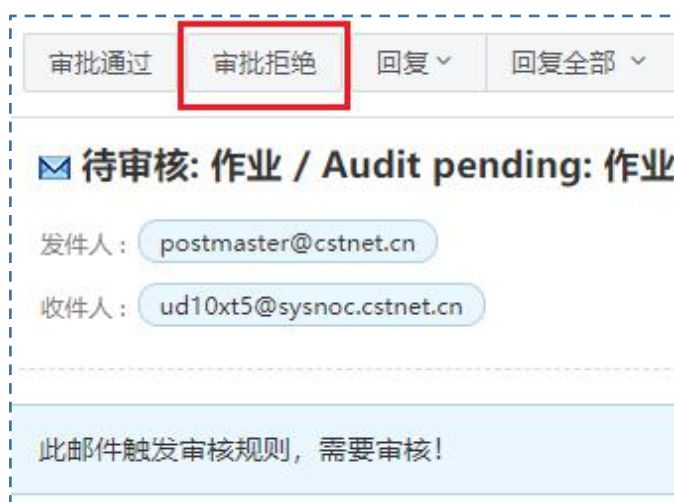 审批通过 审批拒绝 回复 回复全部
待审核: 作业 / Audit pending: 作业
发件人: postmaster@cstnet.cn
收件人: ud10xt5@sysnoc.cstnet.cn
此邮件触发审核规则，需要审核！